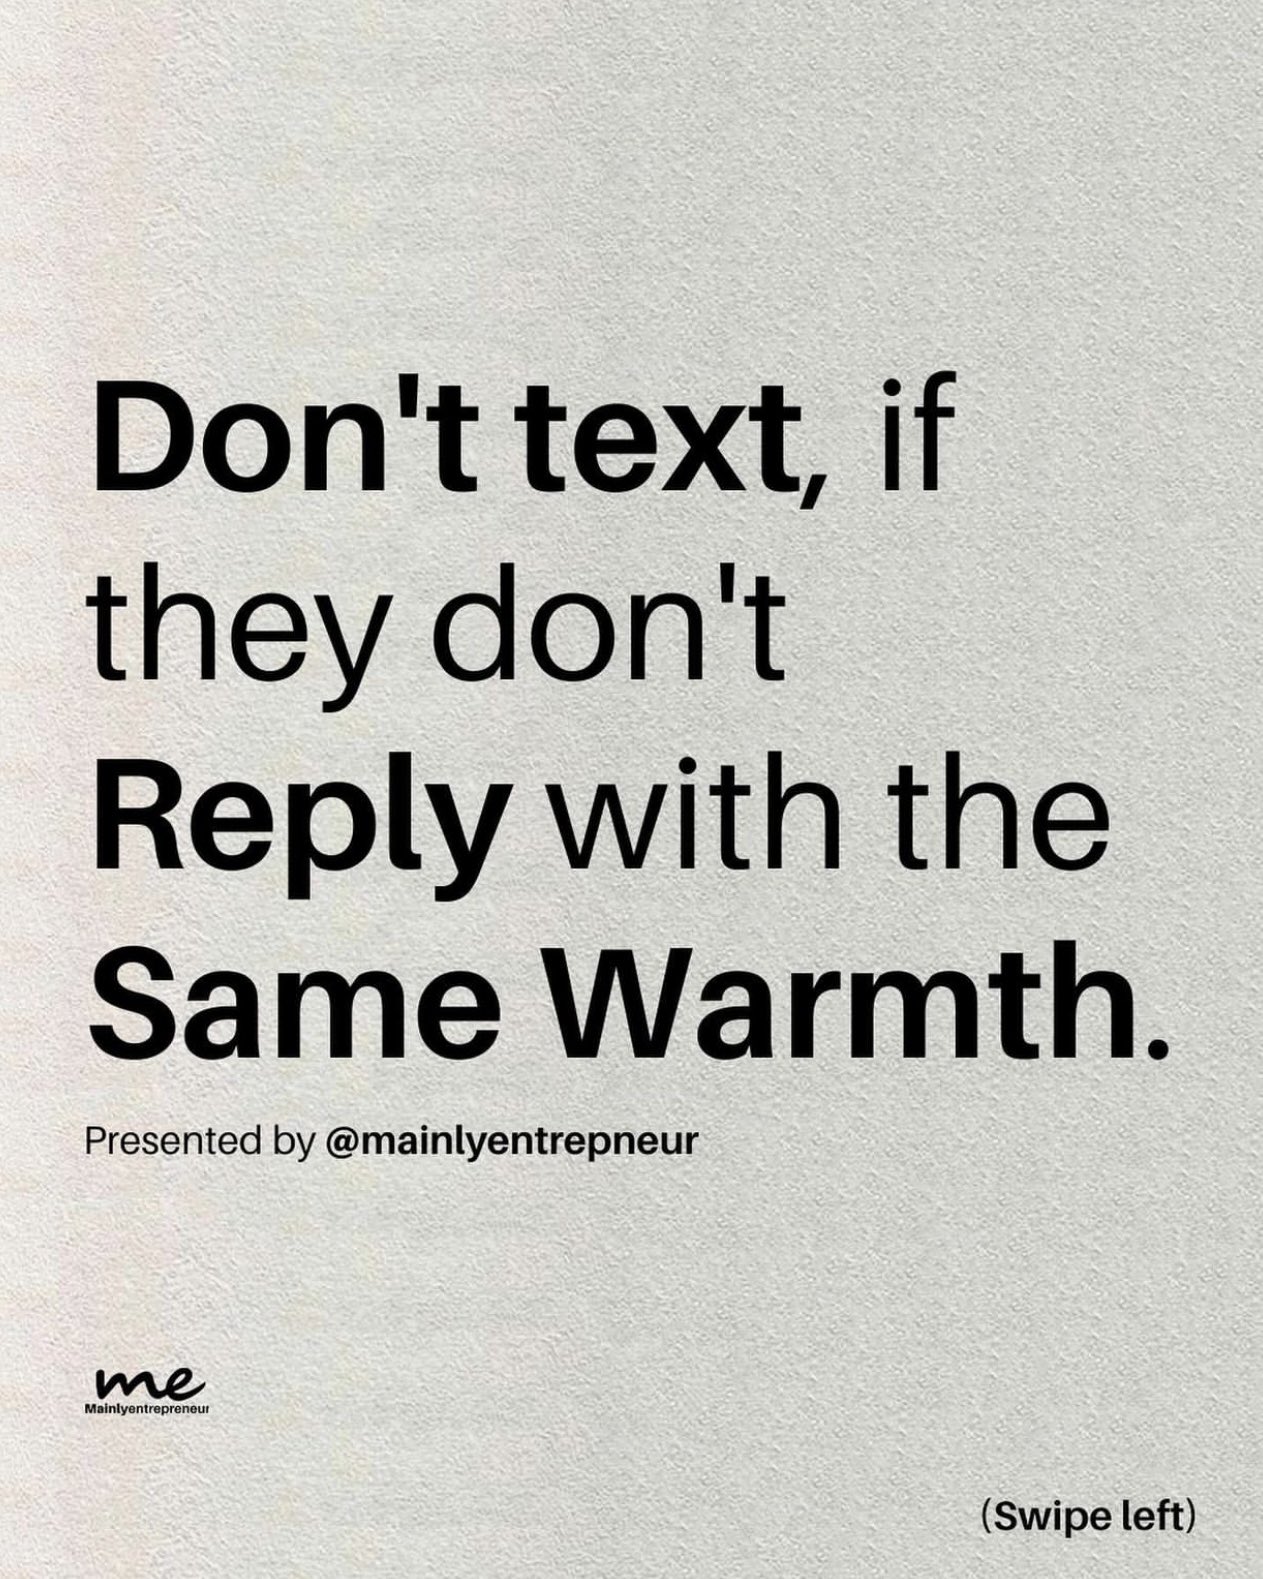 Don't text, if
they don't
Reply with the
Same Warmth.
Presented by @mainlyentrepneur
me
Mainlyentrepreneur
(Swipe left)